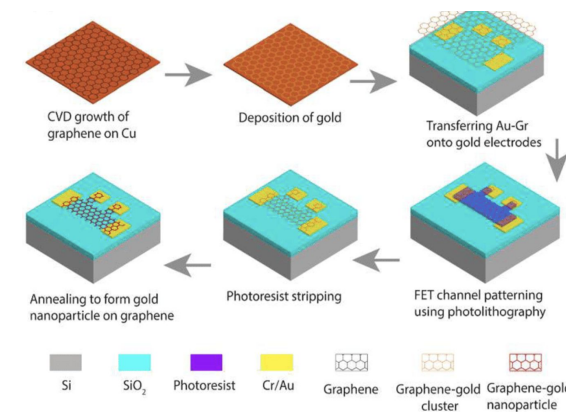 CVD growth of
graphene on Cu
Deposition of gold
Transferring Au-Gr
onto gold electrodes
Annealing to form gold
nanoparticle on graphene
Photoresist stripping
FET channel patterning
using photolithography
Si
SiO₂
Photoresist
Cr/Au
Graphene
Graphene-gold
cluster
Graphene-gold
nanoparticle